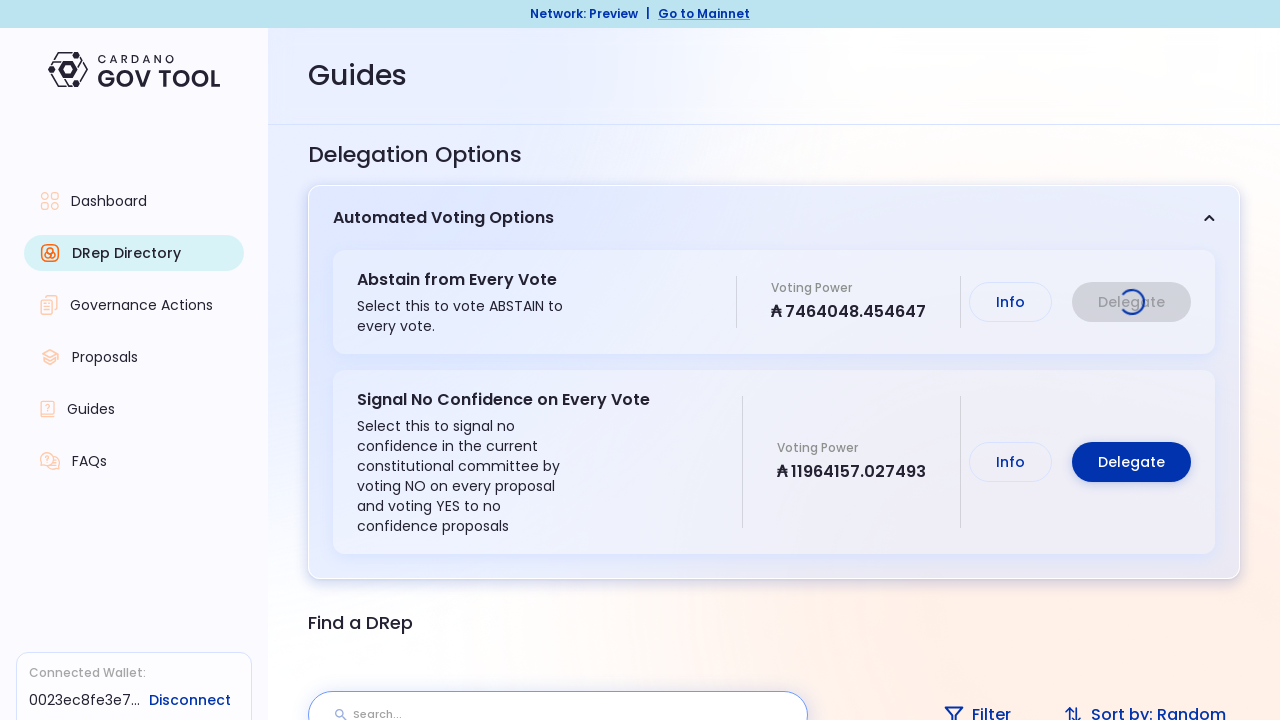 Network: Preview | Go to Mainnet
CARDANO
GOV TOOL
Guides
Dashboard
DRep Directory
Governance Actions
Proposals
Guides
FAQs
Connected Wallet:
0023ec8fe3e7... Disconnect
Delegation Options
Automated Voting Options
Abstain from Every Vote
Select this to vote ABSTAIN to
every vote.
Voting Power
₳ 7464048.454647
Info
Delegate
Signal No Confidence on Every Vote
Select this to signal no
confidence in the current
constitutional committee by
voting NO on every proposal
and voting YES to no
confidence proposals
Voting Power
₳ 11964157.027493
Info
Delegate
Find a DRep
Search...
Filter
Sort by: Random